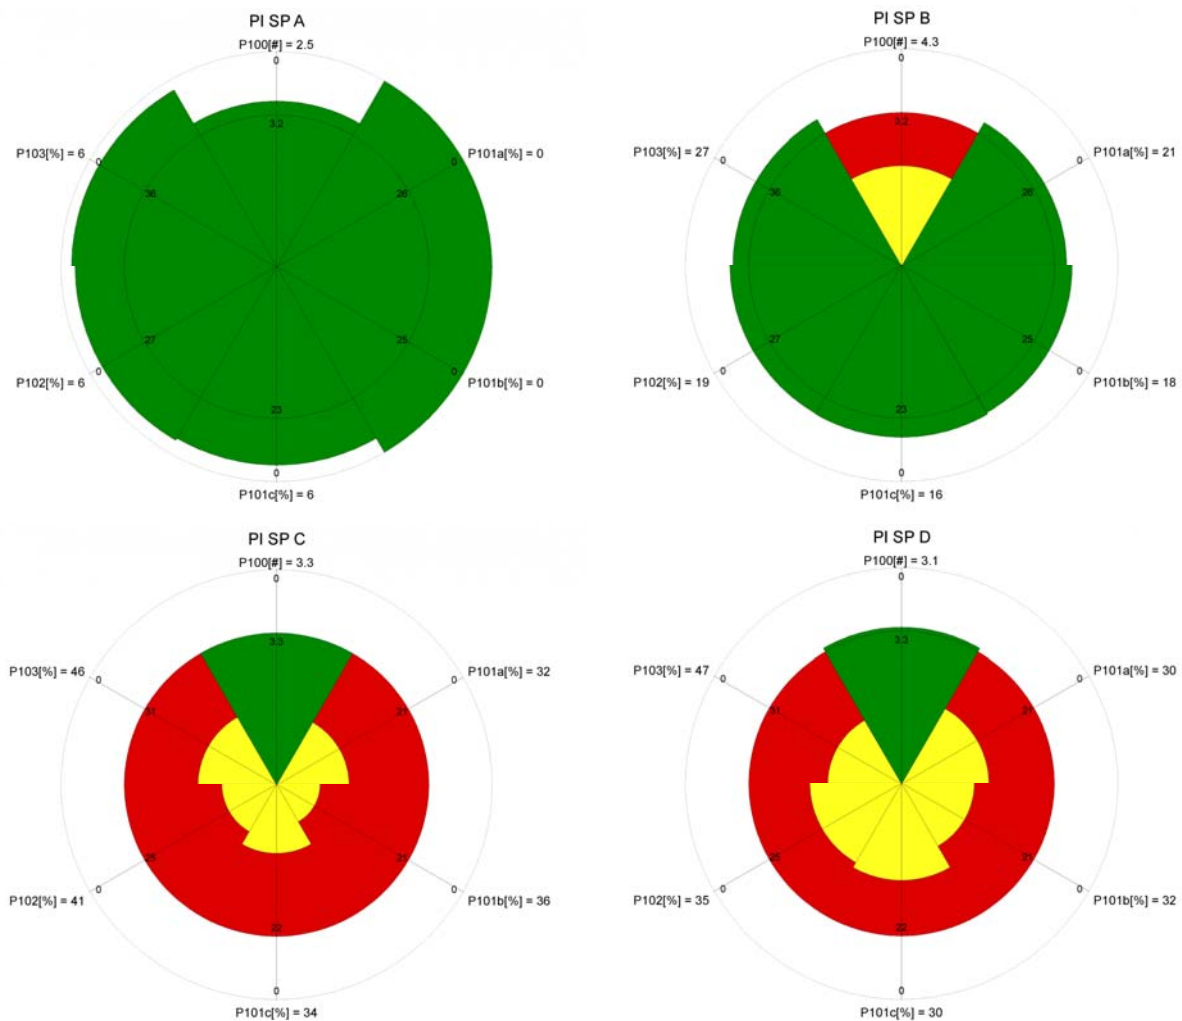 PI SP A
P100[#] = 2.5
0
3.2
P103[%] = 6
0
36
26
0
P101a[%] = 0
P102[%] = 6
0
27
25
0
P101b[%] = 0
23
0
P101c[%] = 6
PI SP B
P100[#] = 4.3
0
3.2
P103[%] = 27
0
36
26
0
P101a[%] = 21
P102[%] = 19
0
27
25
0
P101b[%] = 18
23
0
P101c[%] = 16
PI SP C
P100[#] = 3.3
0
3.3
P103[%] = 46
0
31
21
0
P101a[%] = 32
P102[%] = 41
0
25
21
0
P101b[%] = 36
22
0
P101c[%] = 34
PI SP D
P100[#] = 3.1
0
3.3
P103[%] = 47
0
31
21
0
P101a[%] = 30
P102[%] = 35
0
25
21
0
P101b[%] = 32
22
0
P101c[%] = 30